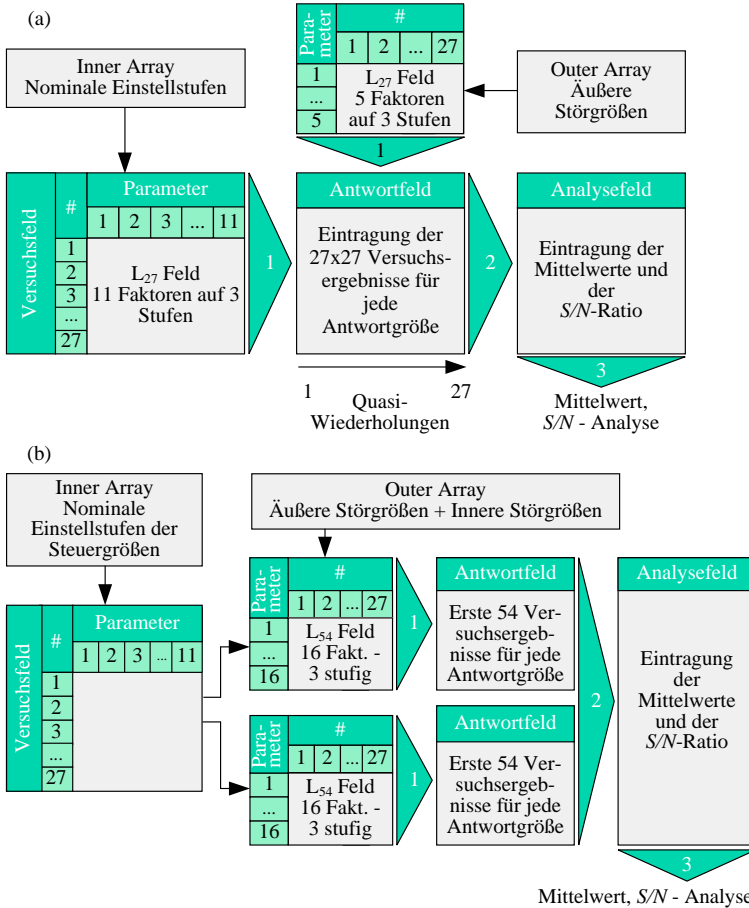 (a)
Inner Array
Nominale Einstellstufen
Para-
meter
#
1 2 ... 27
1
...
5
L27 Feld
5 Faktoren
auf 3 Stufen
Outer Array
Äußere
Störgrößen
1
Versuchsfeld
#
Parameter
1 2 3 ... 11
1
2
3
...
27
L27 Feld
11 Faktoren auf 3
Stufen
1
Antwortfeld
Eintragung der
27x27 Versuchs-
ergebnisse für
jede
Antwortgröße
2
Analysefeld
Eintragung der
Mittelwerte und
der
S/N-Ratio
3
1 27
Quasi-
Wiederholungen
Mittelwert,
S/N - Analyse
(b)
Inner Array
Nominale
Einstellstufen der
Steuergrößen
Outer Array
Äußere Störgrößen + Innere Störgrößen
Versuchsfeld
#
Parameter
1 2 3 ... 11
1
2
3
...
27
Para-
meter
#
1 2 ... 27
1
...
16
L54 Feld
16 Fakt. -
3 stufig
1
Antwortfeld
Erste 54 Ver-
suchsergeb-
nisse für jede
Antwortgröße
Para-
meter
#
1 2 ... 27
1
...
16
L54 Feld
16 Fakt. -
3 stufig
1
Antwortfeld
Erste 54 Ver-
suchsergeb-
nisse für jede
Antwortgröße
2
Analysefeld
Eintragung
der
Mittelwerte
und der
S/N-Ratio
3
Mittelwert, S/N - Analyse